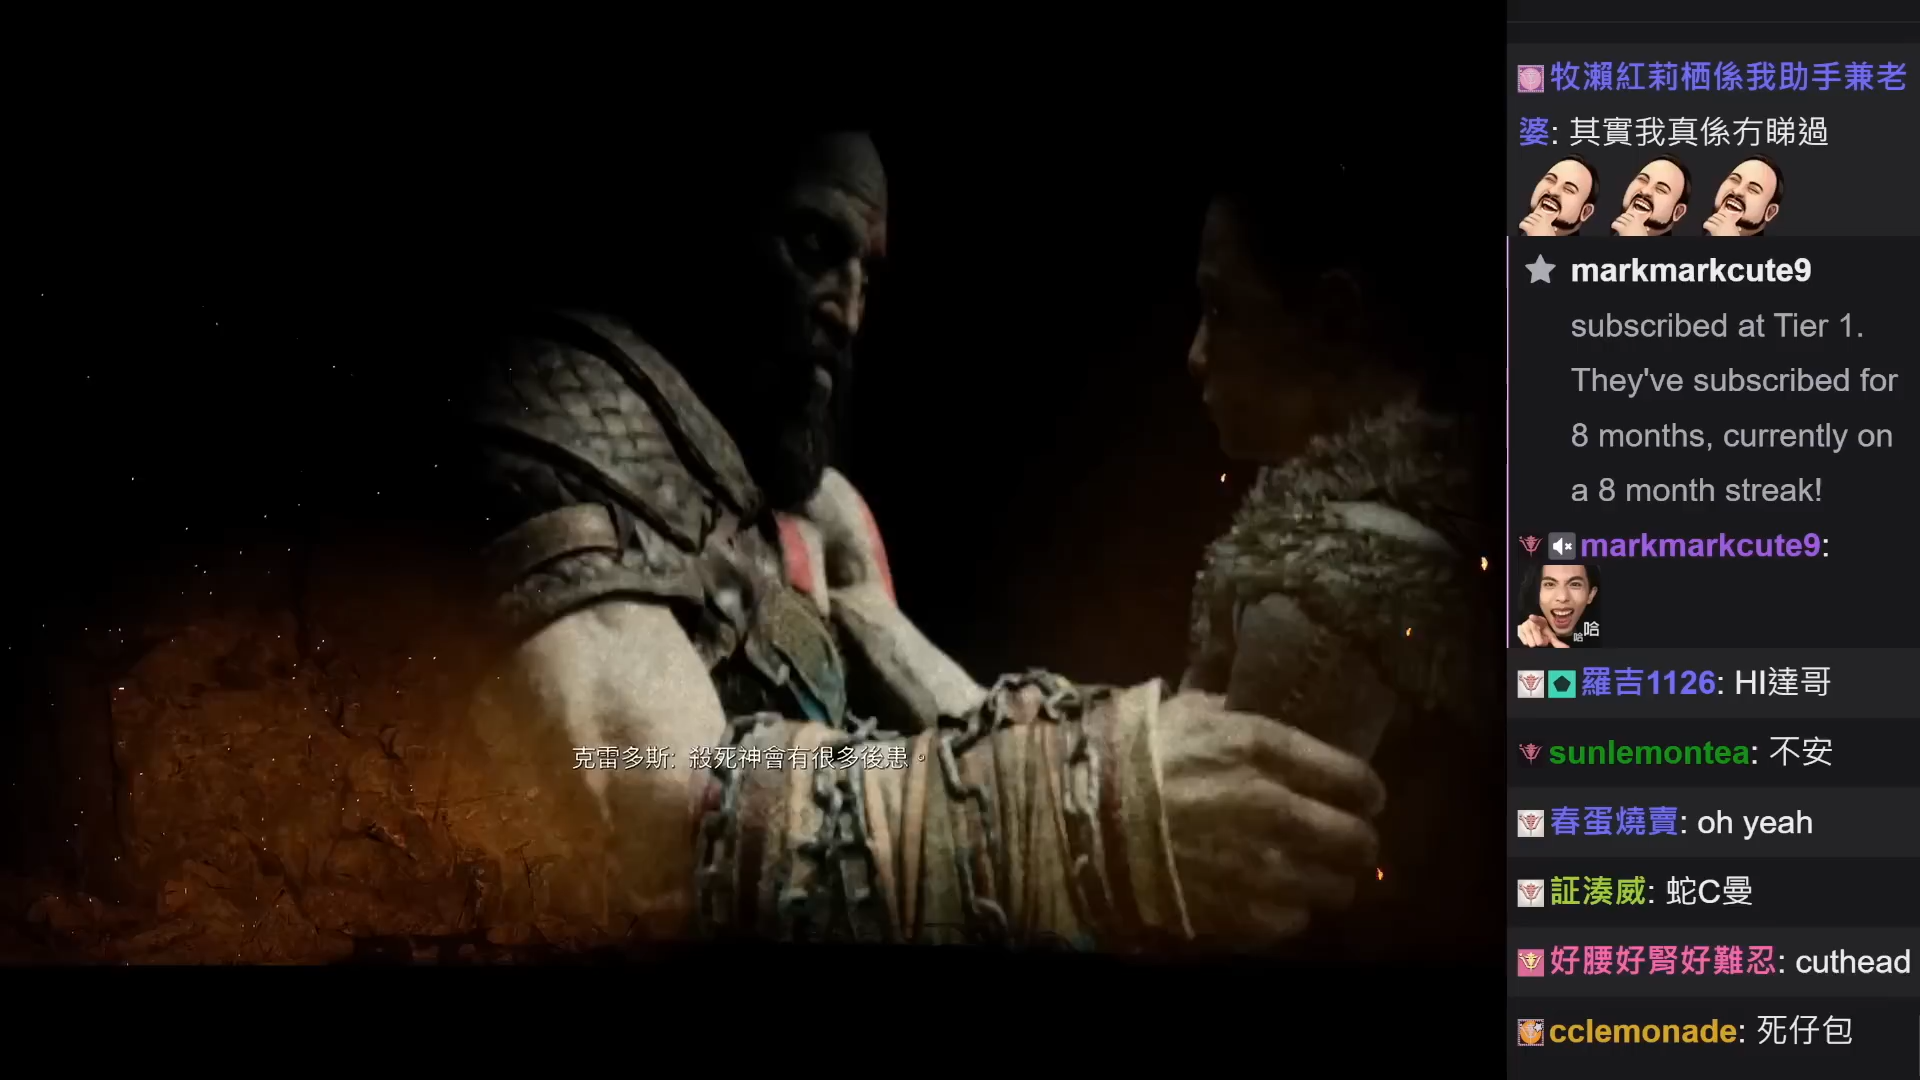 克雷多斯: 殺死神會有很多後患。
牧瀨紅莉栖係我助手兼老
婆: 其實我真係冇睇過
markmarkcute9
subscribed at Tier 1.
They've subscribed for
8 months, currently on
a 8 month streak!
markmarkcute9:
哈哈
羅吉1126: HI達哥
sunlemontea: 不安
春蛋燒賣: oh yeah
証湊威: 蛇C曼
好腰好腎好難忍: cuthead
cclemonade: 死仔包